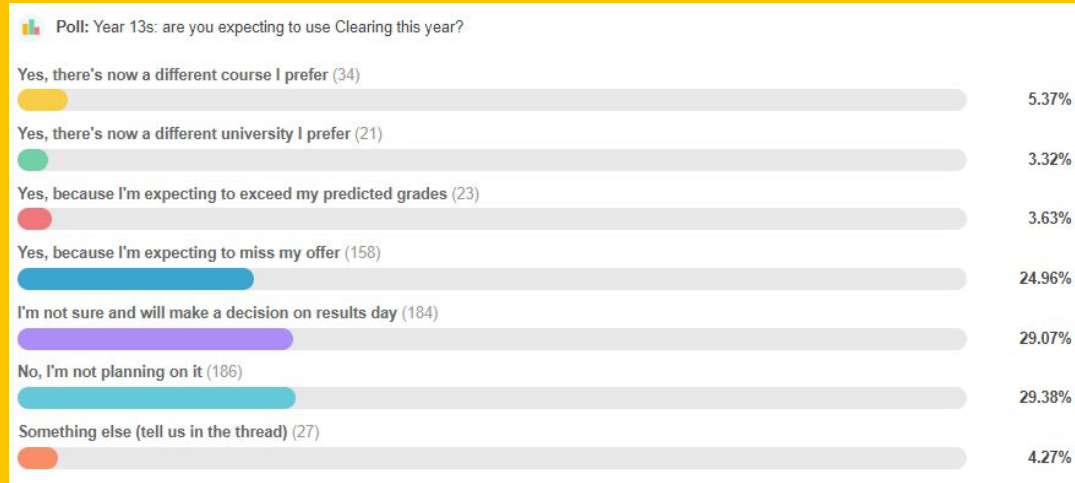 Poll: Year 13s: are you expecting to use Clearing this year?
Yes, there's now a different course I prefer (34)
5.37%
Yes, there's now a different university I prefer (21)
3.32%
Yes, because I'm expecting to exceed my predicted grades (23)
3.63%
Yes, because I'm expecting to miss my offer (158)
24.96%
I'm not sure and will make a decision on results day (184)
29.07%
No, I'm not planning on it (186)
29.38%
Something else (tell us in the thread) (27)
4.27%